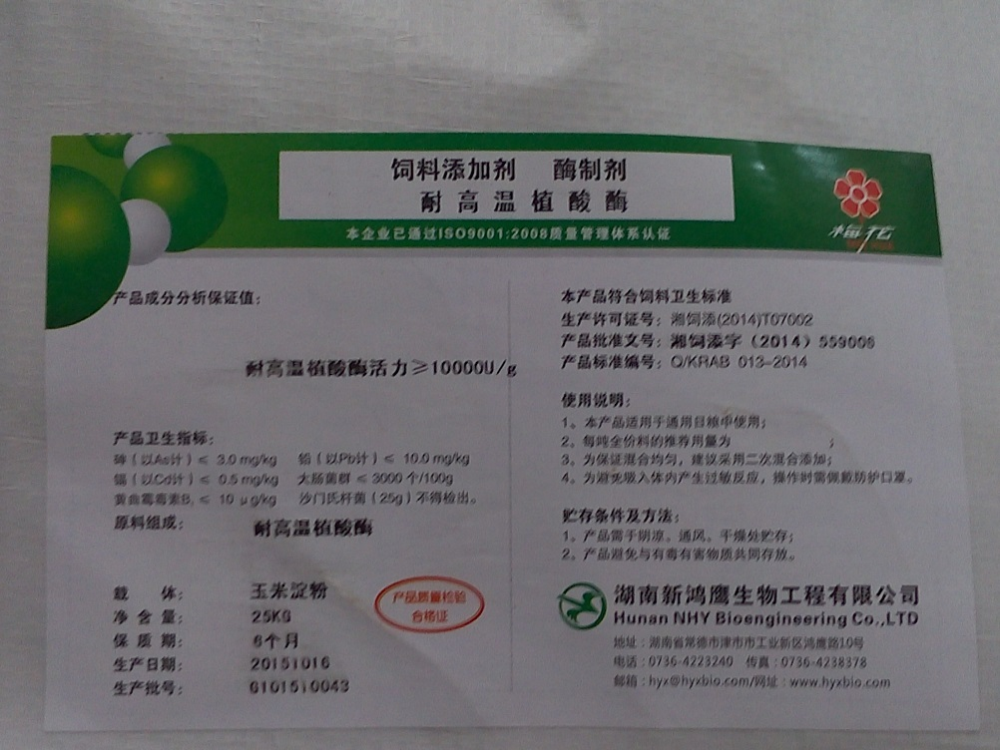 饲料添加剂 酶制剂
耐高温植酸酶
本企业已通过ISO9001:2008质量管理体系认证
梅花
产品成分分析保证值：
耐高温植酸酶活力≥10000U/g
产品卫生指标：
砷（以As计）≤ 3.0 mg/kg 铅（以Pb计）≤ 10.0 mg/kg
镉（以Cd计）≤ 0.5 mg/kg 大肠菌群 ≤ 3000 个/100g
黄曲霉毒素B₁ ≤ 10 μg/kg 沙门氏杆菌（25g）不得检出。
原料组成： 耐高温植酸酶
载 体： 玉米淀粉
净 含 量： 25KG
保 质 期： 6个月
生产日期： 20151016
生产批号： 0101510043
产品质量检验
合格证
本产品符合饲料卫生标准
生产许可证号：湘饲添(2014)T07002
产品批准文号：湘饲添字（2014）559006
产品标准编号：Q/KRAB 013-2014
使用说明：
1、本产品适用于通用日粮中使用；
2、每吨全价料的推荐用量为 ；
3、为保证混合均匀，建议采用二次混合添加；
4、为避免吸入体内产生过敏反应，操作时需佩戴防护口罩。
贮存条件及方法：
1、产品需于阴凉、通风、干燥处贮存；
2、产品避免与有毒有害物质共同存放。
湖南新鸿鹰生物工程有限公司
Hunan NHY Bioengineering Co.,LTD
地址：湖南省常德市津市市工业新区鸿鹰路10号
电话：0736-4223240 传真：0736-4238378
邮箱：hyx@hyxbio.com/网址：www.hyxbio.com